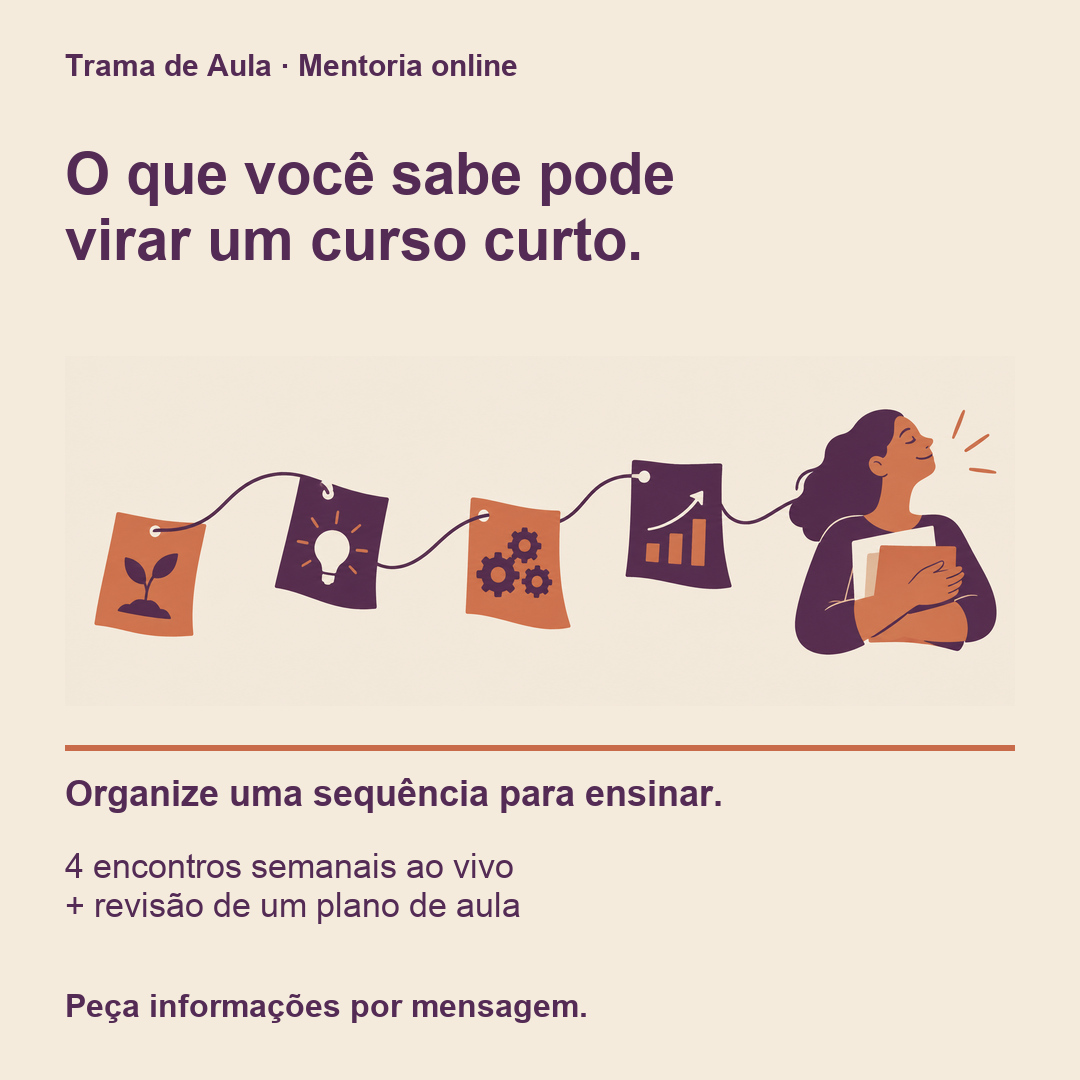 Trama de Aula · Mentoria online
O que você sabe pode
virar um curso curto.
Organize uma sequência para ensinar.
4 encontros semanais ao vivo
+ revisão de um plano de aula
Peça informações por mensagem.